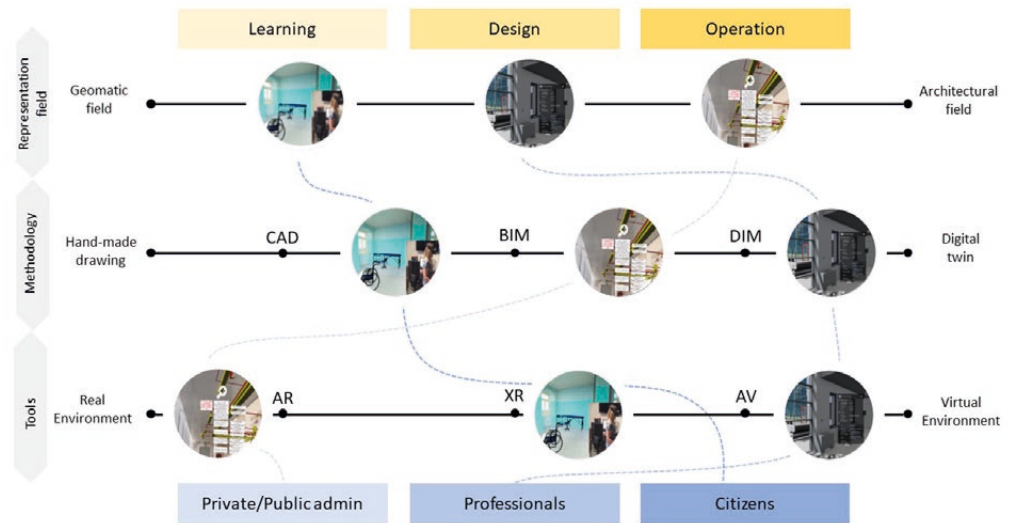 Learning
Design
Operation
Representation
field
Geomatic
field
Architectural
field
Methodology
Hand-made
drawing
CAD
BIM
DIM
Digital
twin
Tools
Real
Environment
AR
XR
AV
Virtual
Environment
Private/Public admin
Professionals
Citizens